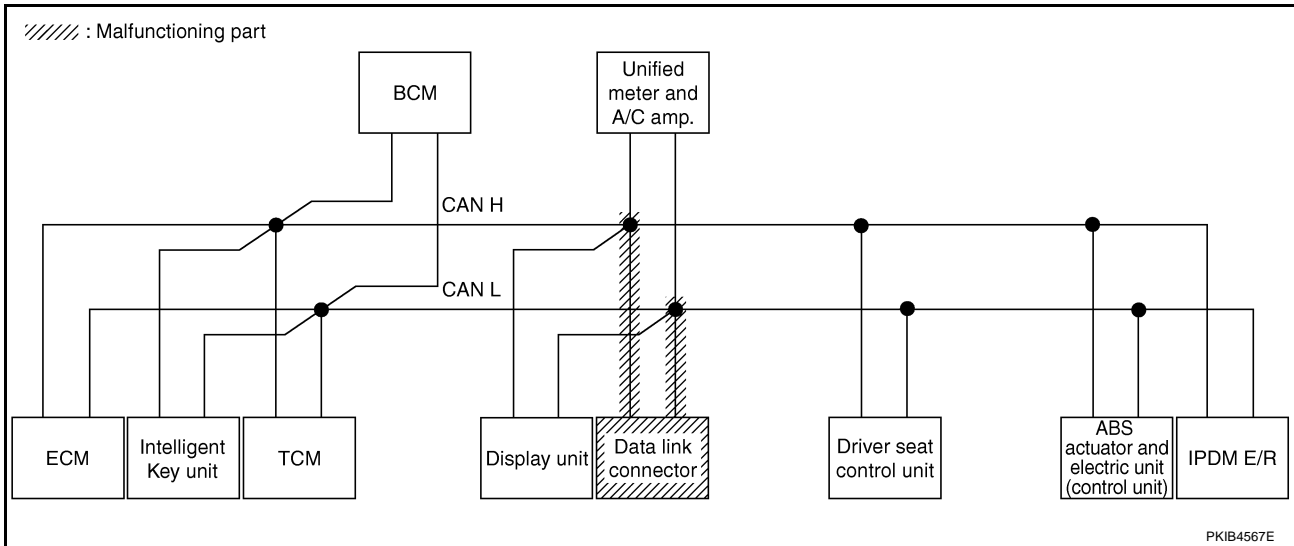 : Malfunctioning part
BCM
Unified
meter and
A/C amp.
CAN H
CAN L
ECM
Intelligent
Key unit
TCM
Display unit
Data link
connector
Driver seat
control unit
ABS
actuator and
electric unit
(control unit)
IPDM E/R
PKIB4567E